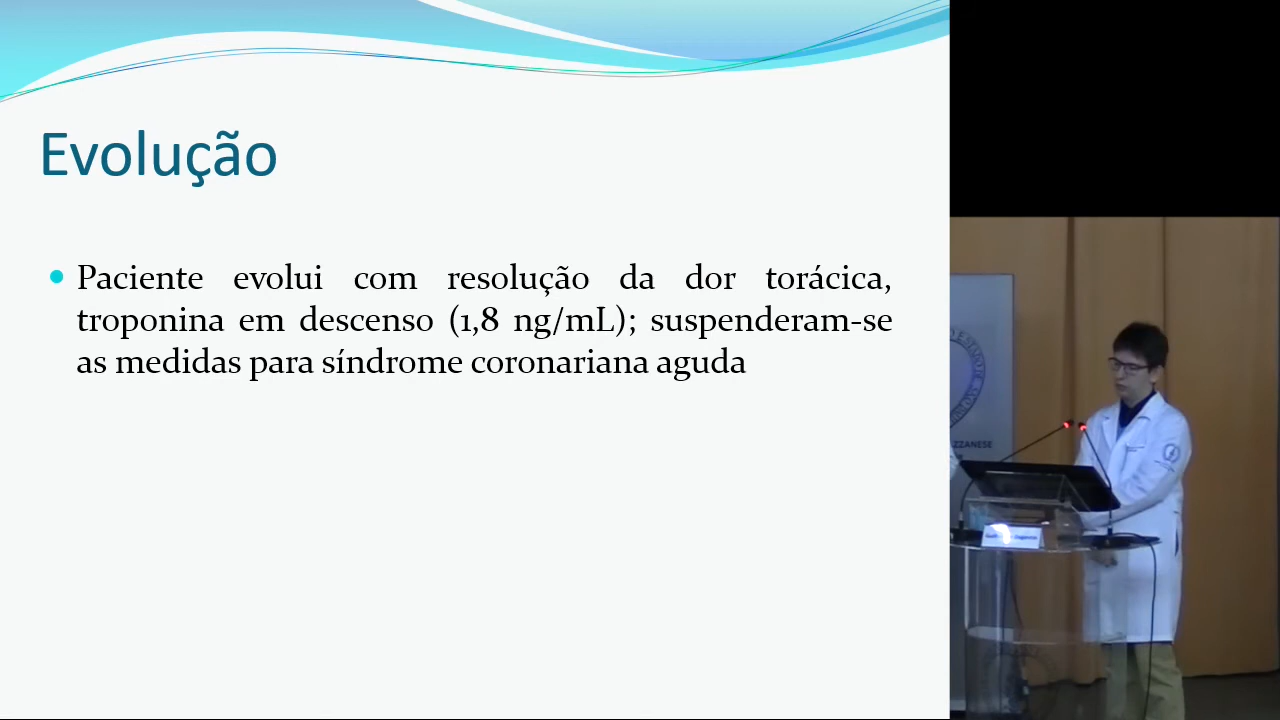 Evolução
Paciente evolui com resolução da dor torácica,
troponina em descenso (1,8 ng/mL); suspenderam-se
as medidas para síndrome coronariana aguda
ZZANESE